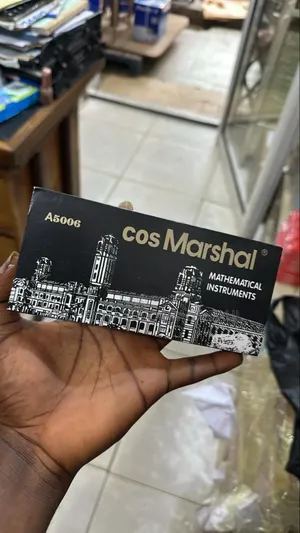 A5006
cos Marshal®
MATHEMATICAL
INSTRUMENTS